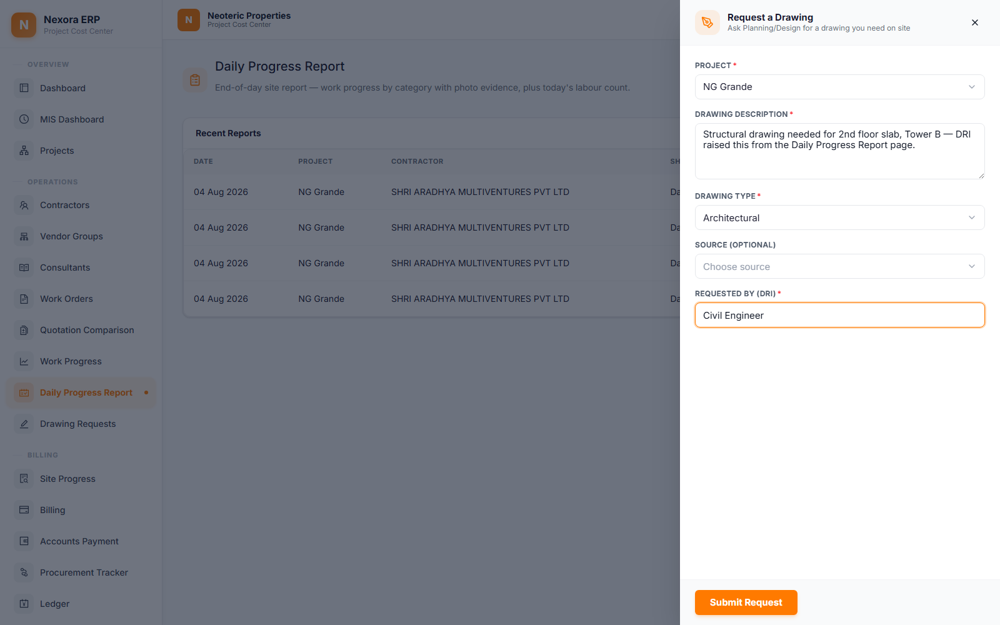 N
Nexora ERP
Project Cost Center
OVERVIEW
Dashboard
MIS Dashboard
Projects
OPERATIONS
Contractors
Vendor Groups
Consultants
Work Orders
Quotation Comparison
Work Progress
Daily Progress Report
Drawing Requests
BILLING
Site Progress
Billing
Accounts Payment
Procurement Tracker
Ledger
N
Neoteric Properties
Project Cost Center
Daily Progress Report
End-of-day site report — work progress by category with photo evidence, plus today's labour count.
Recent Reports
DATE PROJECT CONTRACTOR
04 Aug 2026 NG Grande SHRI ARADHYA MULTIVENTURES PVT LTD
04 Aug 2026 NG Grande SHRI ARADHYA MULTIVENTURES PVT LTD
04 Aug 2026 NG Grande SHRI ARADHYA MULTIVENTURES PVT LTD
04 Aug 2026 NG Grande SHRI ARADHYA MULTIVENTURES PVT LTD
Request a Drawing
Ask Planning/Design for a drawing you need on site
PROJECT *
NG Grande
DRAWING DESCRIPTION *
Structural drawing needed for 2nd floor slab, Tower B — DRI
raised this from the Daily Progress Report page.
DRAWING TYPE *
Architectural
SOURCE (OPTIONAL)
Choose source
REQUESTED BY (DRI) *
Civil Engineer
Submit Request